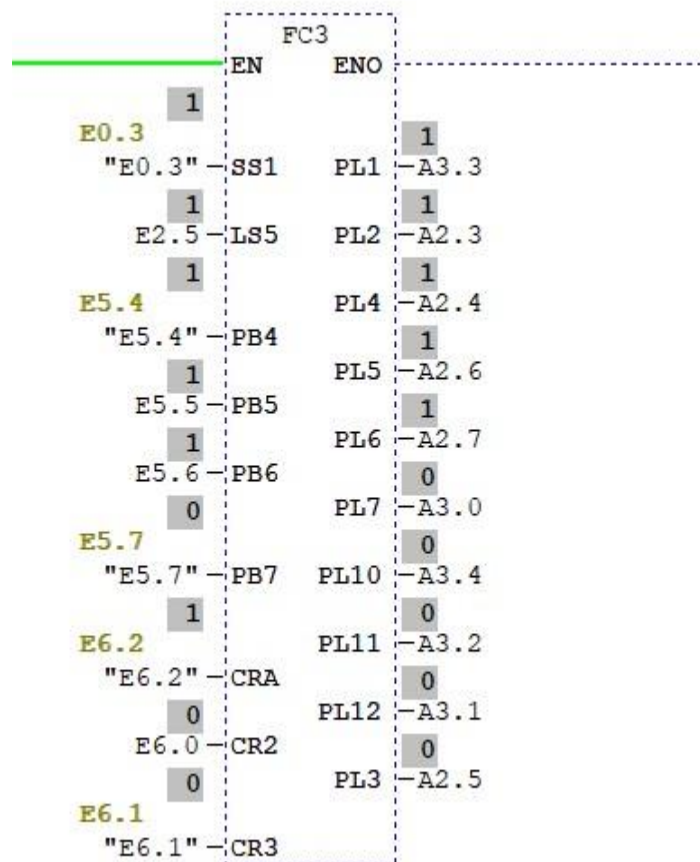 FC3
EN ENO
1
E0.3 1
"E0.3" SS1 PL1 A3.3
1 1
E2.5 LS5 PL2 A2.3
1 1
E5.4 PL4 A2.4
"E5.4" PB4 1
1 PL5 A2.6
E5.5 PB5 1
1 PL6 A2.7
E5.6 PB6 0
0 PL7 A3.0
E5.7 0
"E5.7" PB7 PL10 A3.4
1 0
E6.2 PL11 A3.2
"E6.2" CRA 0
0 PL12 A3.1
E6.0 CR2 0
0 PL3 A2.5
E6.1
"E6.1" CR3